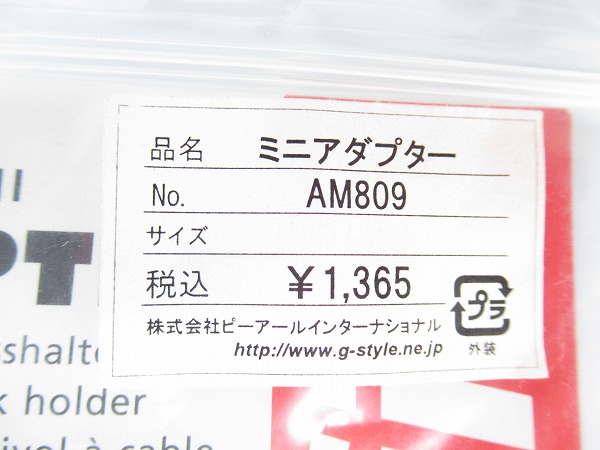 品名 ミニアダプター
No. AM809
サイズ
税込 ¥1,365
株式会社ピーアールインターナショナル
http://www.g-style.ne.jp
プラ
外装
PT
holder
à cable